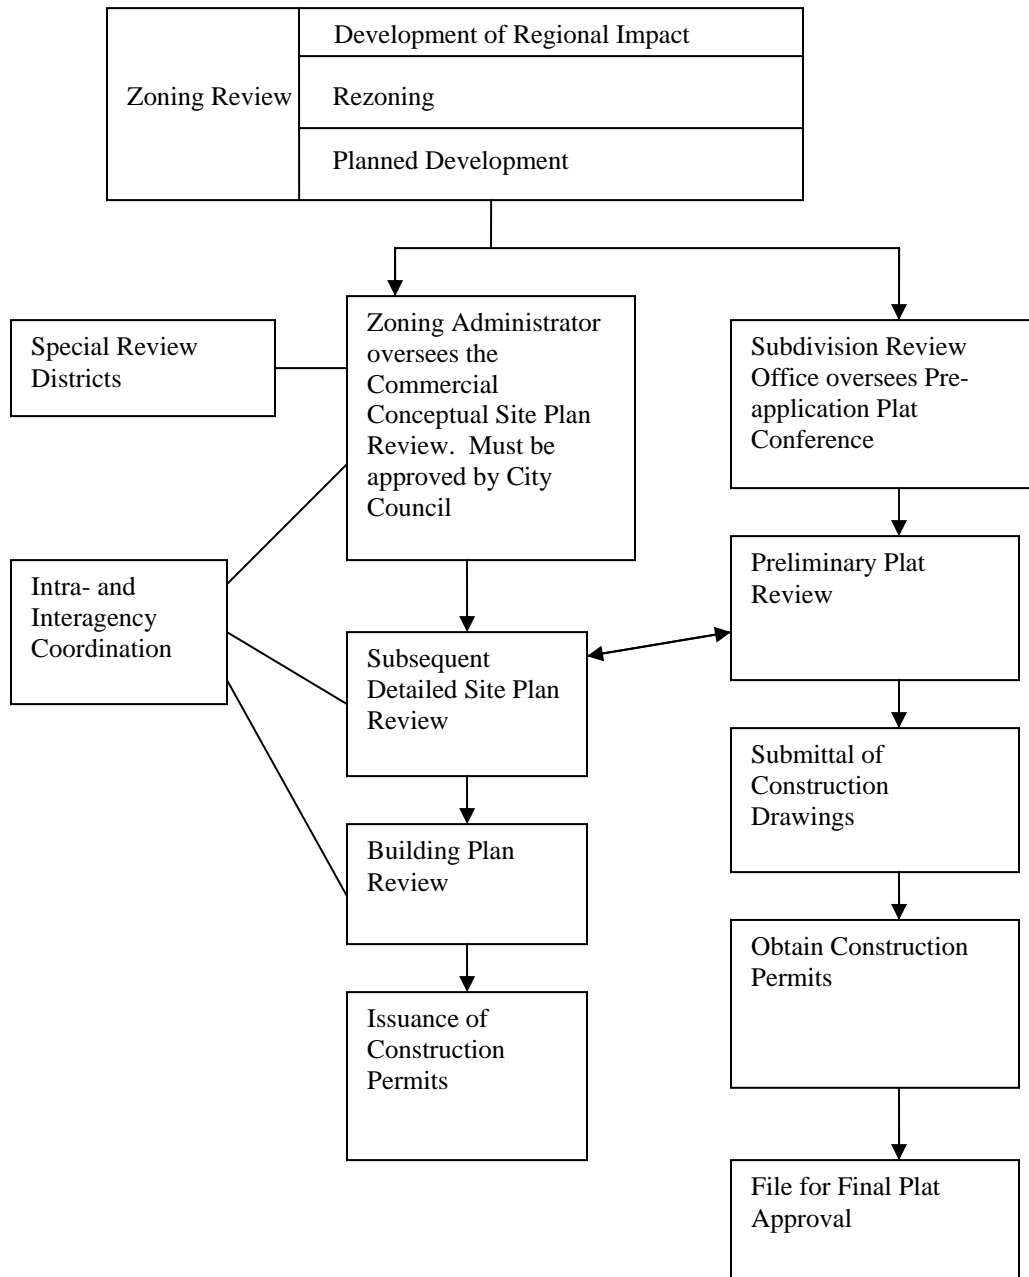 Development of Regional Impact
Zoning Review
Rezoning
Planned Development
Special Review
Districts
Zoning Administrator
oversees the
Commercial
Conceptual Site Plan
Review.  Must be
approved by City
Council
Subdivision Review
Office oversees Pre-
application Plat
Conference
Intra- and
Interagency
Coordination
Preliminary Plat
Review
Subsequent
Detailed Site Plan
Review
Submittal of
Construction
Drawings
Building Plan
Review
Obtain Construction
Permits
Issuance of
Construction
Permits
File for Final Plat
Approval